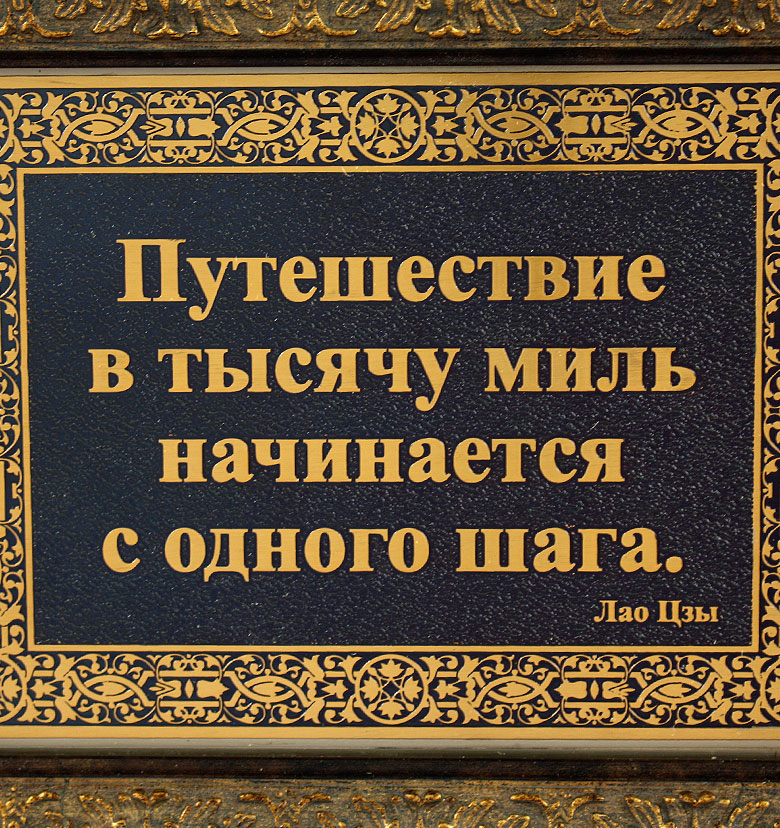 Путешествие
в тысячу миль
начинается
с одного шага.
Лао Цзы